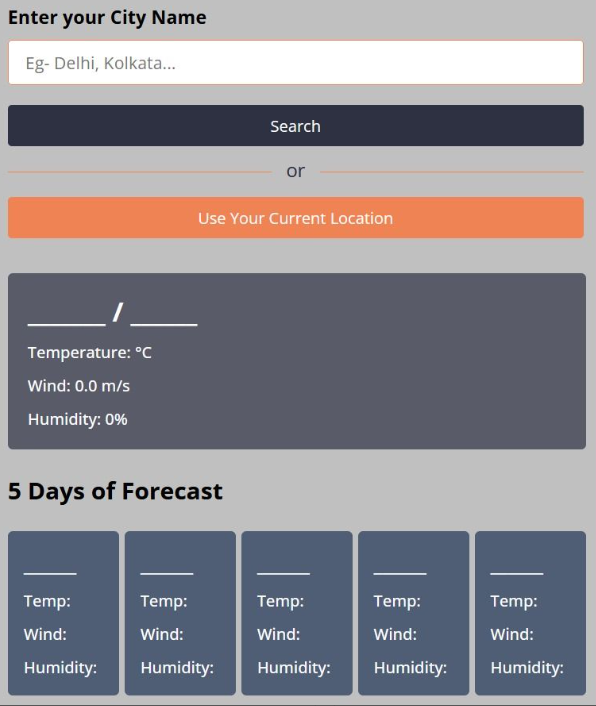 Enter your City Name
Eg- Delhi, Kolkata...
Search
or
Use Your Current Location
______ / _____
Temperature: °C
Wind: 0.0 m/s
Humidity: 0%
5 Days of Forecast
______ ______ ______ ______ ______
Temp: Temp: Temp: Temp: Temp:
Wind: Wind: Wind: Wind: Wind:
Humidity: Humidity: Humidity: Humidity: Humidity: